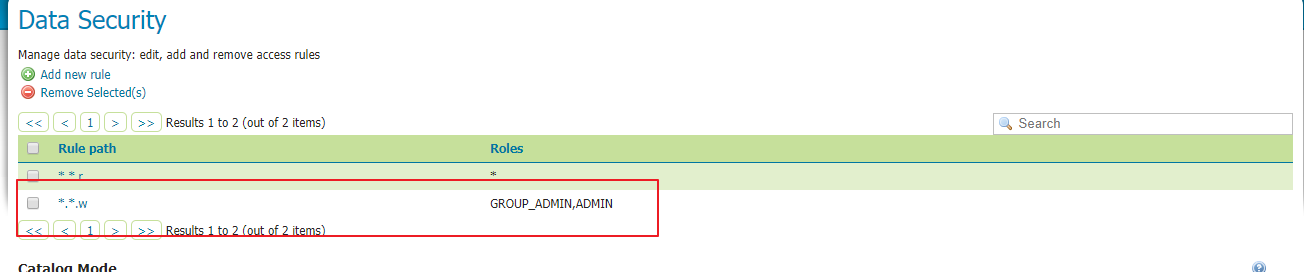 Data Security
Manage data security: edit, add and remove access rules
Add new rule
Remove Selected(s)
<< < 1 > >> Results 1 to 2 (out of 2 items) Search
Rule path Roles
*.*.r *
*.*.w GROUP_ADMIN,ADMIN
<< < 1 > >> Results 1 to 2 (out of 2 items)
Catalog Mode